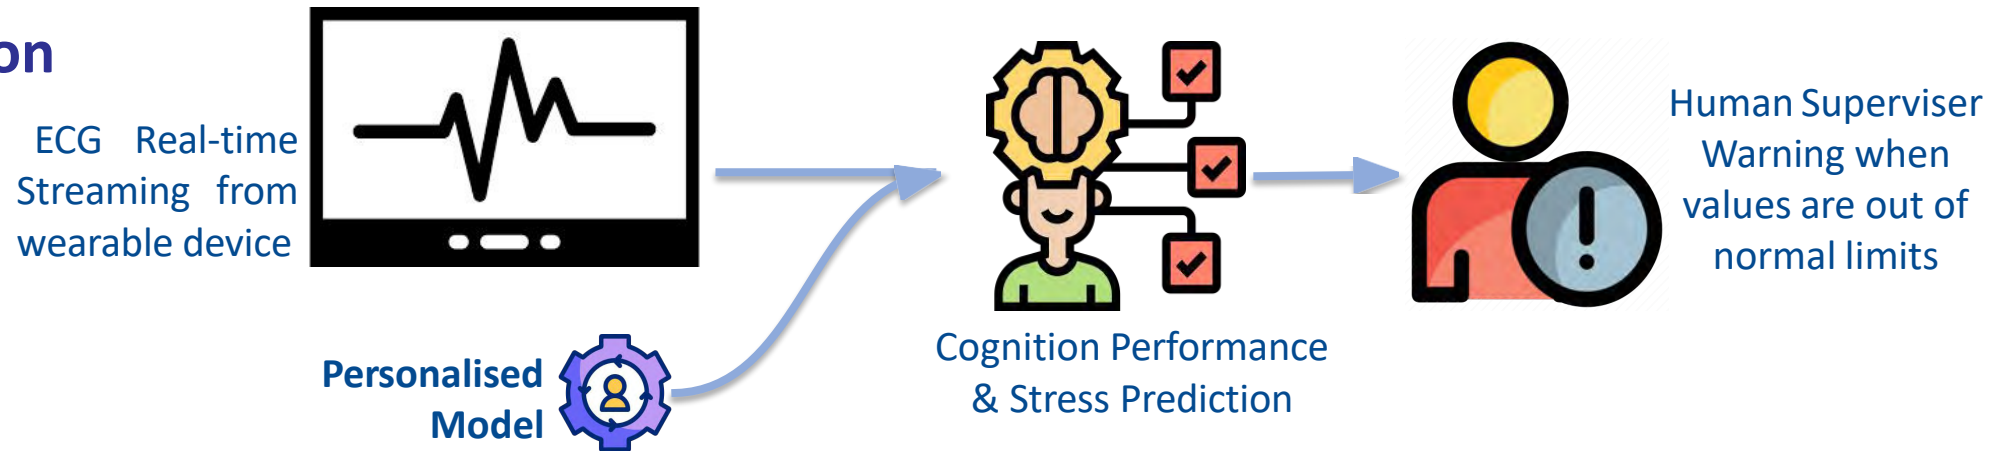 on
ECG Real-time
Streaming from
wearable device
Personalised
Model
Cognition Performance
& Stress Prediction
Human Superviser
Warning when
values are out of
normal limits